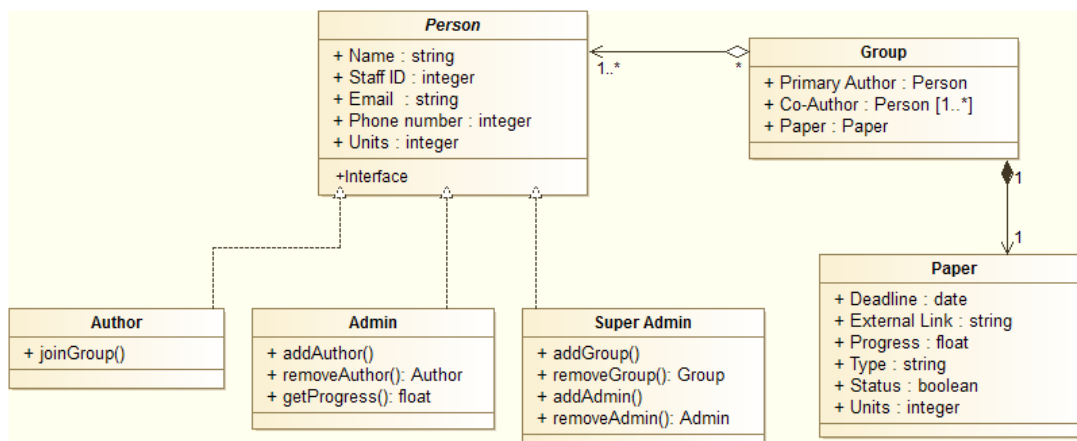 Person
+ Name : string
+ Staff ID : integer
+ Email : string
+ Phone number : integer
+ Units : integer
+Interface
1..*
*
Group
+ Primary Author : Person
+ Co-Author : Person [1..*]
+ Paper : Paper
1
1
Paper
+ Deadline : date
+ External Link : string
+ Progress : float
+ Type : string
+ Status : boolean
+ Units : integer
Author
+ joinGroup()
Admin
+ addAuthor()
+ removeAuthor(): Author
+ getProgress(): float
Super Admin
+ addGroup()
+ removeGroup(): Group
+ addAdmin()
+ removeAdmin(): Admin